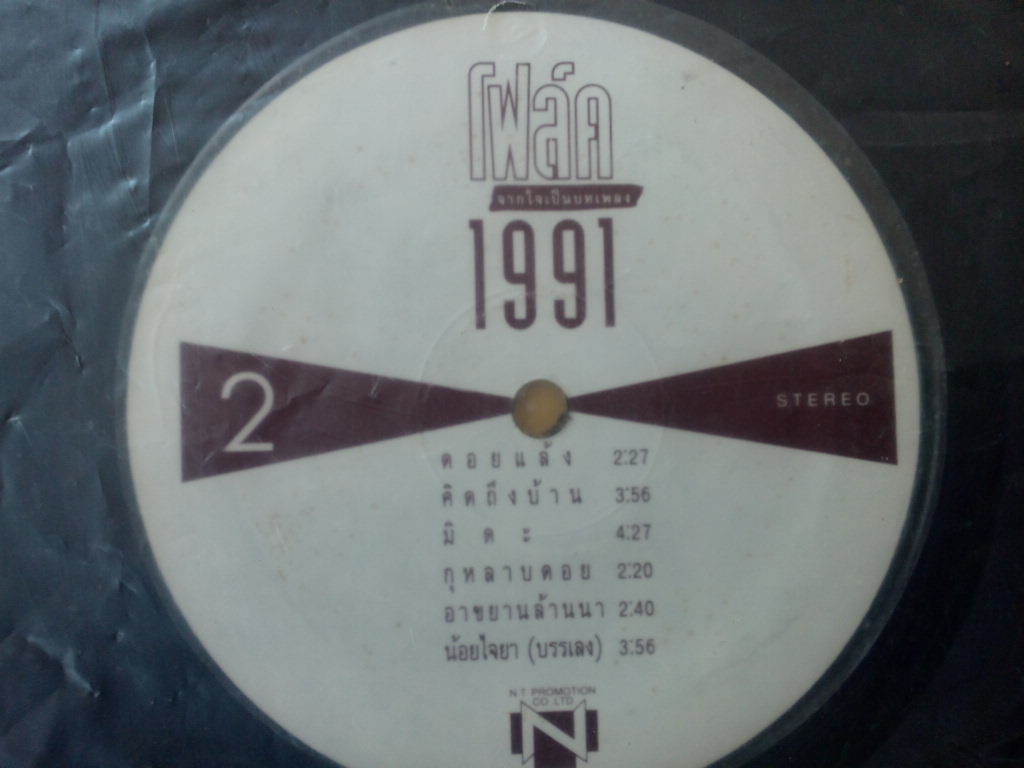 โฟล์ค
จากใจเป็นบทเพลง
1991
2
STEREO
ดอยแล้ง 2:27
คิดถึงบ้าน 3:56
มิดะ 4:27
กุหลาบดอย 2:20
อาขยานล้านนา 2:40
น้อยไจยา (บรรเลง) 3:56
N T PROMOTION
CO.LTD.
N